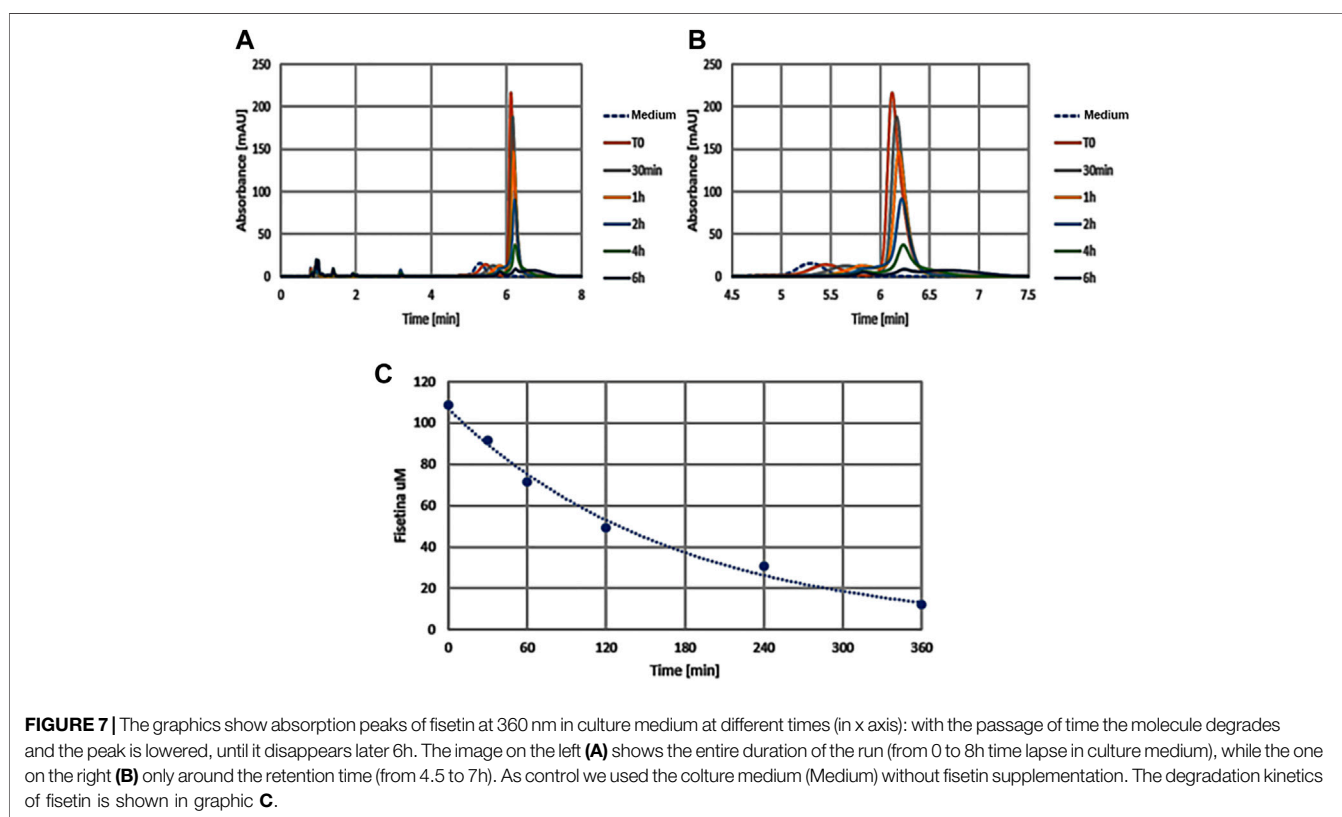 A
B
250
200
150
100
50
0
Absorbance [mAU]
0
2
4
6
8
Time [min]
Medium
T0
30min
1h
2h
4h
6h
250
200
150
100
50
0
Absorbance [mAU]
4.5
5
5.5
6
6.5
7
7.5
Time [min]
Medium
T0
30min
1h
2h
4h
6h
C
120
100
80
60
40
20
0
Fisetina uM
0
60
120
180
240
300
360
Time [min]
FIGURE 7 | The graphics show absorption peaks of fisetin at 360 nm in culture medium at different times (in x axis): with the passage of time the molecule degrades
and the peak is lowered, until it disappears later 6h. The image on the left (A) shows the entire duration of the run (from 0 to 8h time lapse in culture medium), while the one
on the right (B) only around the retention time (from 4.5 to 7h). As control we used the colture medium (Medium) without fisetin supplementation. The degradation kinetics
of fisetin is shown in graphic C.